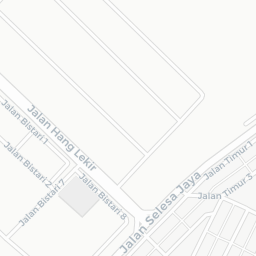 Jalan Hang Lekir
Jalan Bistari 1
Jalan Bistari 2
Jalan Bistari 7
Jalan Bistari 8
Jalan Selesa Jaya
Jalan Timur 1
Jalan Timur 3